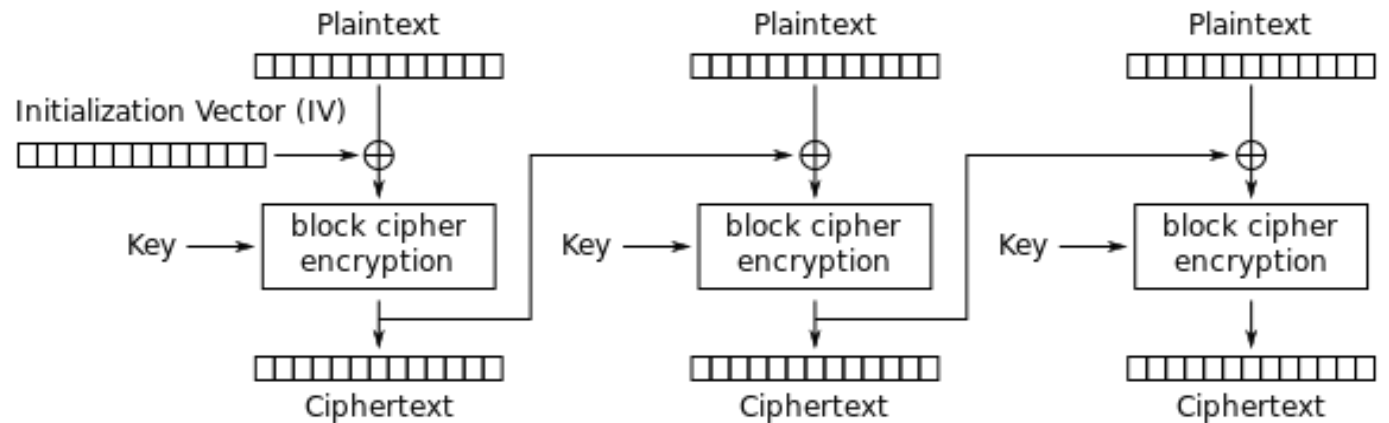 Plaintext
Plaintext
Plaintext
Initialization Vector (IV)
Key
block cipher
encryption
Key
block cipher
encryption
Key
block cipher
encryption
Ciphertext
Ciphertext
Ciphertext